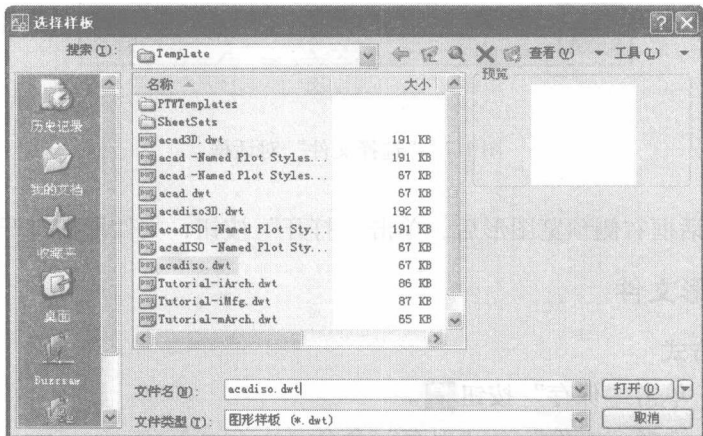 选择样板
搜索(I):
Template
查看(V)
工具(L)
历史记录
我的文档
收藏夹
桌面
Buzzsaw
名称
大小
PTWTemplates
SheetSets
acad3D.dwt 191 KB
acad -Named Plot Styles... 191 KB
acad -Named Plot Styles... 67 KB
acad.dwt 67 KB
acadiso3D.dwt 192 KB
acadISO -Named Plot Sty... 191 KB
acadISO -Named Plot Sty... 67 KB
acadiso.dwt 67 KB
Tutorial-iArch.dwt 86 KB
Tutorial-iMfg.dwt 87 KB
Tutorial-mArch.dwt 65 KB
预览
文件名(N):
acadiso.dwt
打开(O)
文件类型(T):
图形样板 (*.dwt)
取消